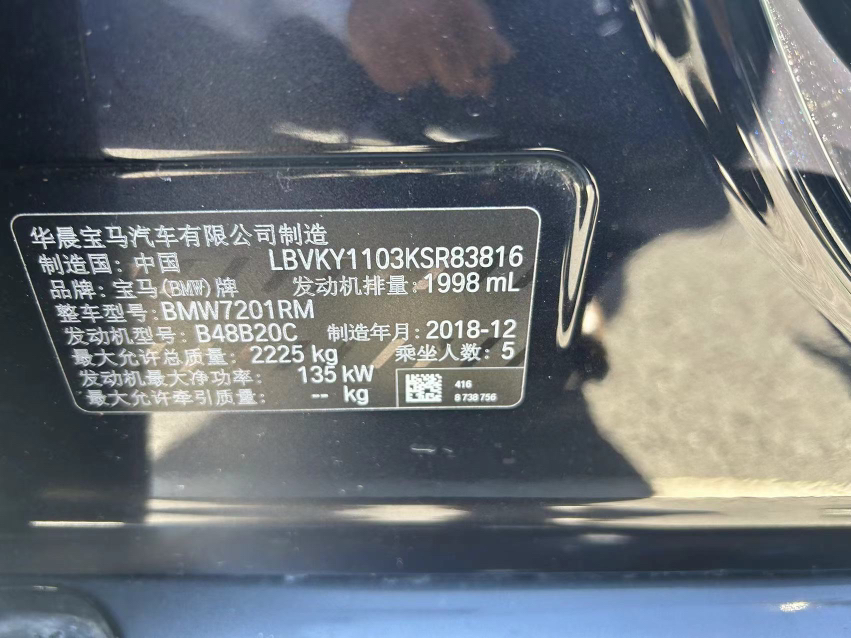 华晨宝马汽车有限公司制造
制造国: 中国 LBVKY1103KSR83816
品牌: 宝马(BMW)牌 发动机排量: 1998 mL
整车型号: BMW7201RM
发动机型号: B48B20C 制造年月: 2018-12
最大允许总质量: 2225 kg 乘坐人数: 5
发动机最大净功率: 135 kW
最大允许牵引质量: -- kg
416
8 738 756